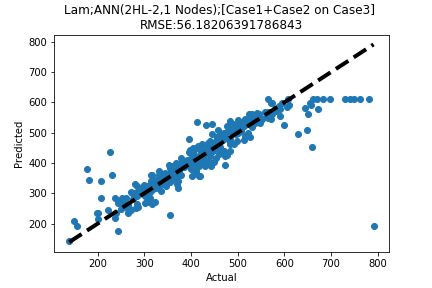 Lam;ANN(2HL-2,1 Nodes);[Case1+Case2 on Case3]
RMSE:56.18206391786843
800
700
600
500
400
300
200
Predicted
200 300 400 500 600 700 800
Actual